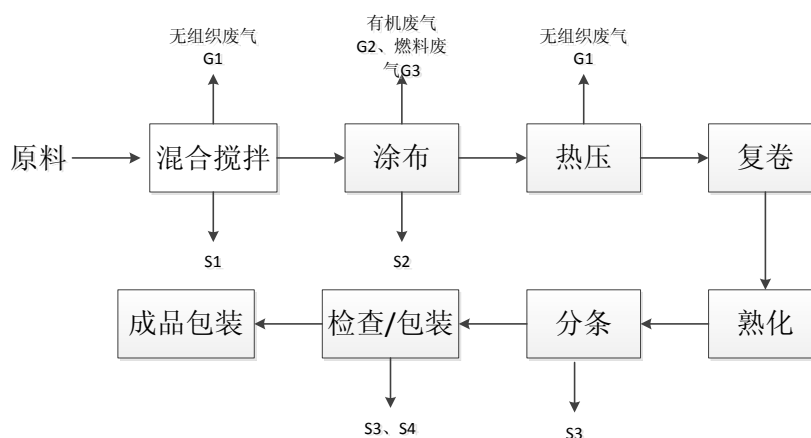 无组织废气
G1
有机废气
G2、燃料废
气G3
无组织废气
G1
原料
混合搅拌
涂布
热压
复卷
S1
S2
成品包装
检查/包装
分条
熟化
S3、S4
S3